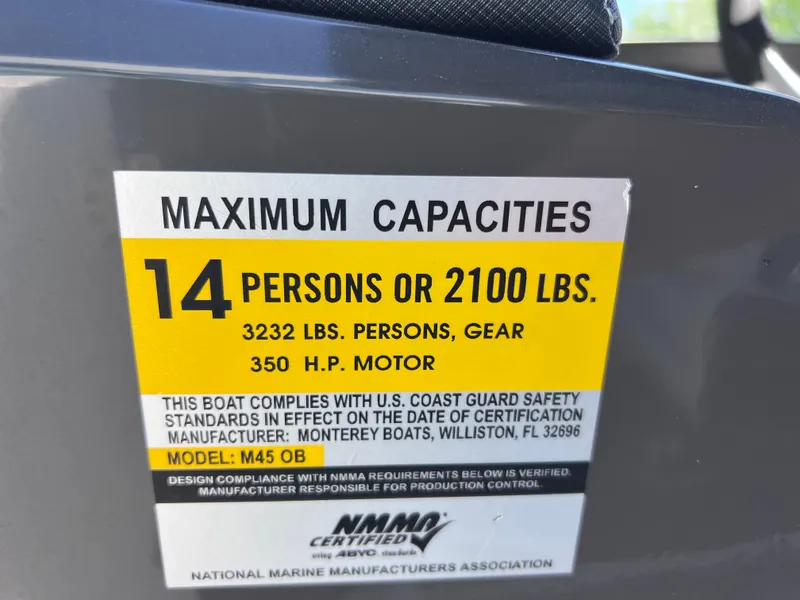 MAXIMUM CAPACITIES
14 PERSONS OR 2100 LBS.
3232 LBS. PERSONS, GEAR
350 H.P. MOTOR
THIS BOAT COMPLIES WITH U.S. COAST GUARD SAFETY
STANDARDS IN EFFECT ON THE DATE OF CERTIFICATION
MANUFACTURER: MONTEREY BOATS, WILLISTON, FL 32696
MODEL: M45 OB
DESIGN COMPLIANCE WITH NMMA REQUIREMENTS BELOW IS VERIFIED.
MANUFACTURER RESPONSIBLE FOR PRODUCTION CONTROL.
NMMA
CERTIFIED
using ABYC standards
NATIONAL MARINE MANUFACTURERS ASSOCIATION